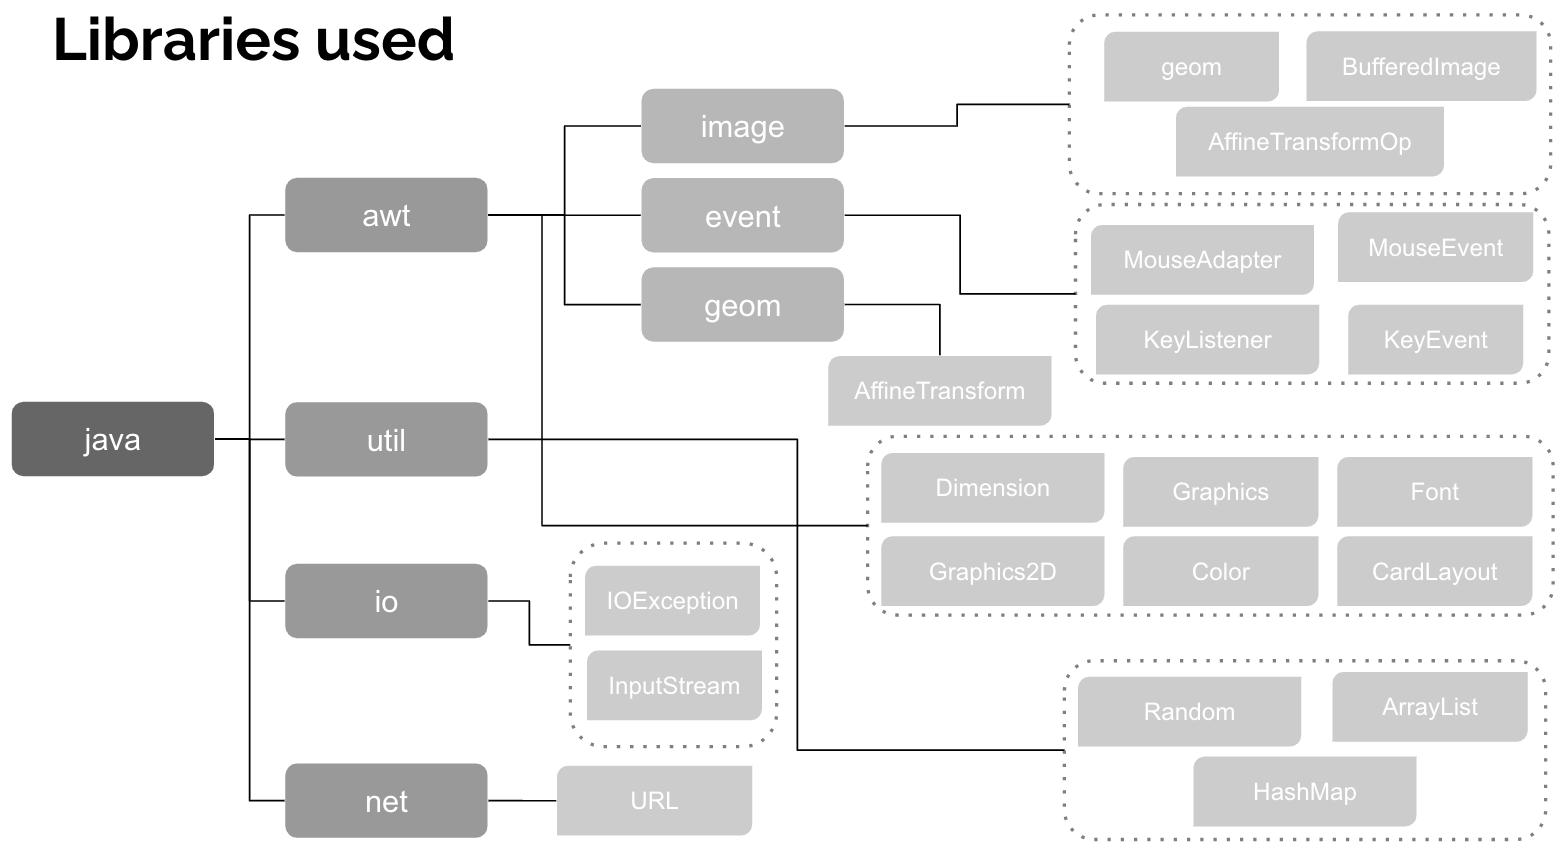 Libraries used
java
awt
util
io
net
image
event
geom
geom
BufferedImage
AffineTransformOp
MouseAdapter
MouseEvent
KeyListener
KeyEvent
AffineTransform
Dimension
Graphics
Font
Graphics2D
Color
CardLayout
IOException
InputStream
Random
ArrayList
HashMap
URL